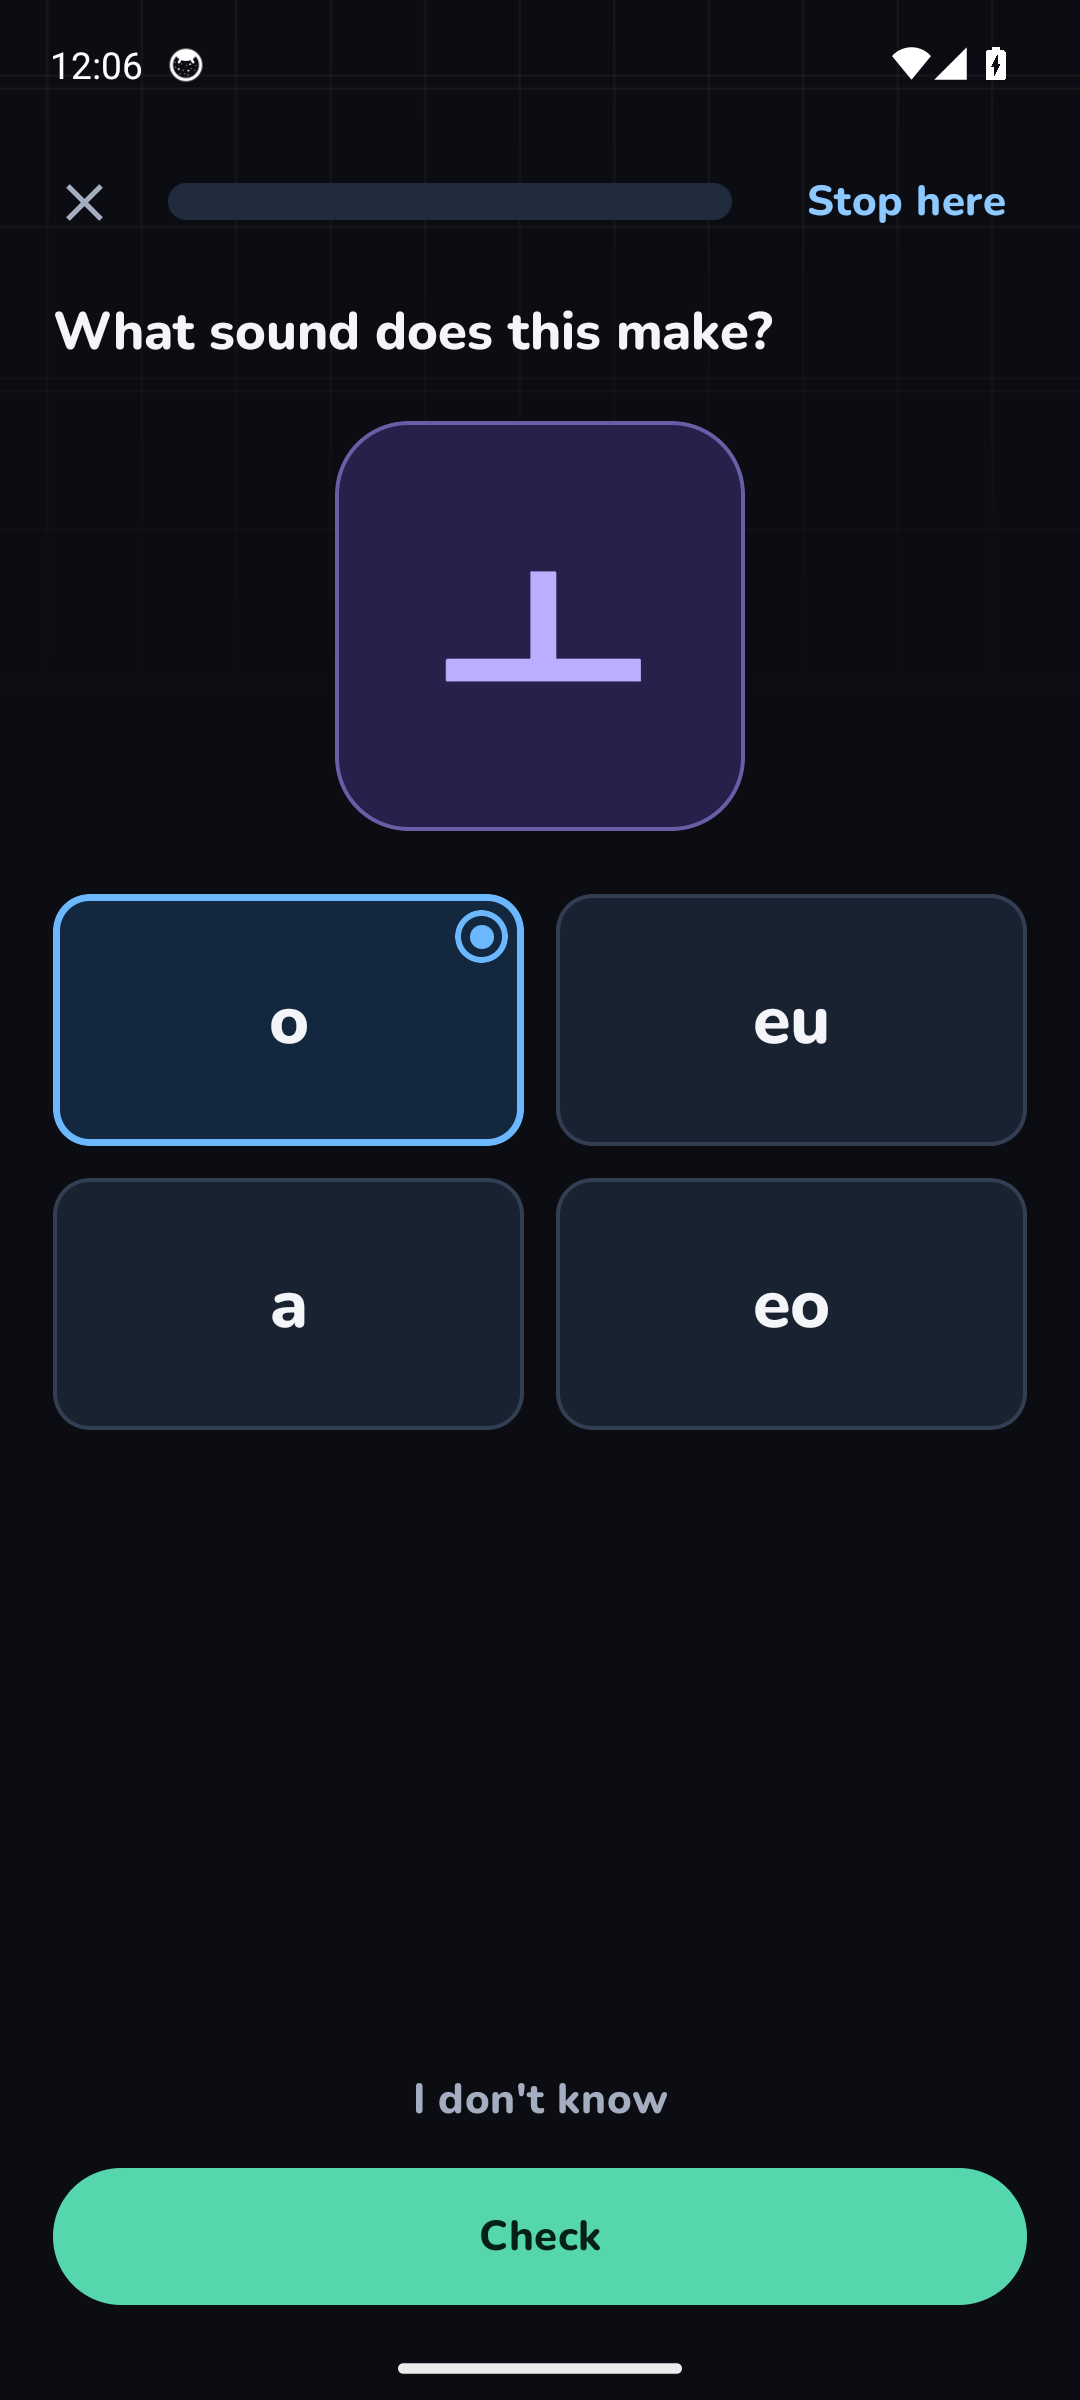 12:06
Stop here
What sound does this make?
ㅗ
o
eu
a
eo
I don't know
Check